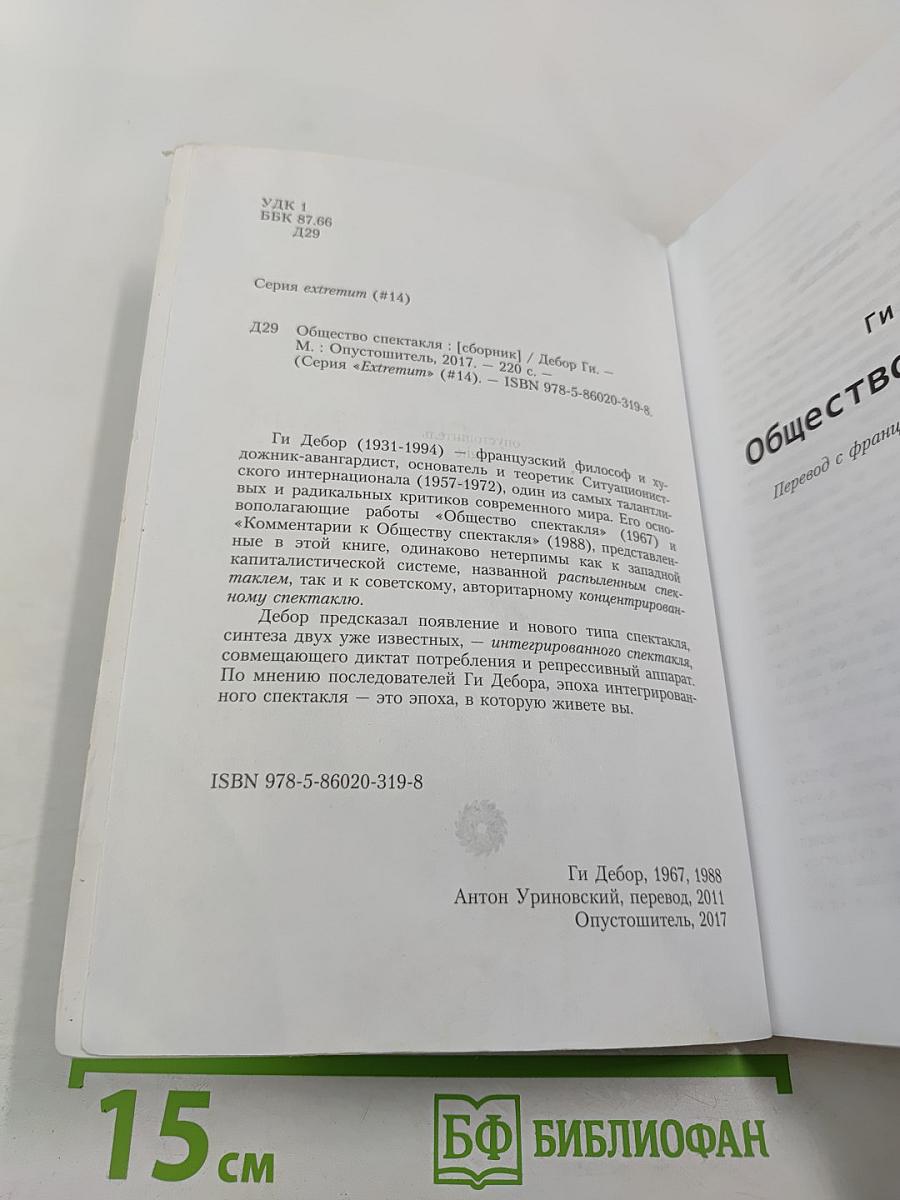 УДК 1
ББК 87.66
Д29
Серия extremum (#14)
Д29 Общество спектакля : [сборник] / Дебор Ги. –
М. : Опустошитель, 2017. – 220 с. –
(Серия «Extremum» (#14). – ISBN 978-5-86020-319-8.
Ги Дебор (1931-1994) — французский философ и ху-
дожник-авангардист, основатель и теоретик Ситуационист-
ского интернационала (1957-1972), один из самых талантли-
вых и радикальных критиков современного мира. Его осно-
вополагающие работы «Общество спектакля» (1967) и
«Комментарии к Обществу спектакля» (1988), представлен-
ные в этой книге, одинаково нетерпимы как к западной
капиталистической системе, названной распыленным спек-
таклем, так и к советскому, авторитарному концентрирован-
ному спектаклю.
Дебор предсказал появление и нового типа спектакля,
синтеза двух уже известных, — интегрированного спектакля,
совмещающего диктат потребления и репрессивный аппарат.
По мнению последователей Ги Дебора, эпоха интегрирован-
ного спектакля — это эпоха, в которую живете вы.
ISBN 978-5-86020-319-8
Ги Дебор, 1967, 1988
Антон Уриновский, перевод, 2011
Опустошитель, 2017
Ги
Общество
Перевод с франц
15 см
БФ БИБЛИОФАН